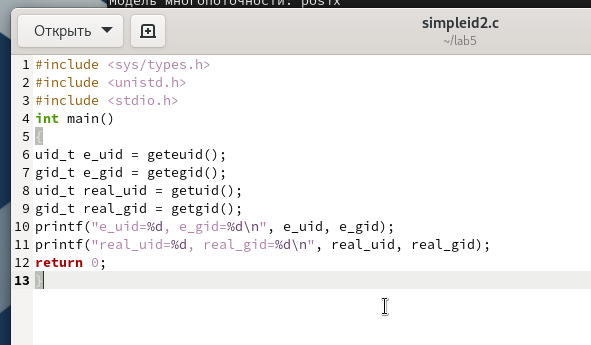 модель многопоточности: posix
Открыть
simpleid2.c
~/lab5
1 #include <sys/types.h>
2 #include <unistd.h>
3 #include <stdio.h>
4 int main()
5 {
6 uid_t e_uid = geteuid();
7 gid_t e_gid = getegid();
8 uid_t real_uid = getuid();
9 gid_t real_gid = getgid();
10 printf("e_uid=%d, e_gid=%d\n", e_uid, e_gid);
11 printf("real_uid=%d, real_gid=%d\n", real_uid, real_gid);
12 return 0;
13 }